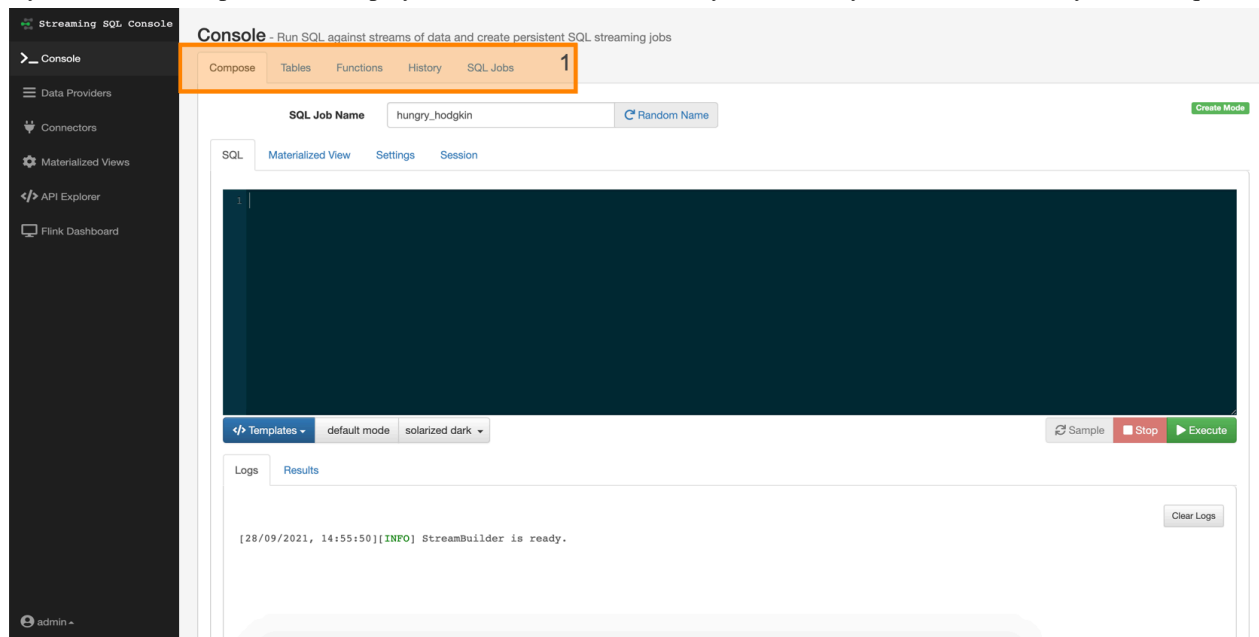 Streaming SQL Console
Console
Data Providers
Connectors
Materialized Views
API Explorer
Flink Dashboard
admin
Console - Run SQL against streams of data and create persistent SQL streaming jobs
Compose Tables Functions History SQL Jobs 1
SQL Job Name hungry_hodgkin Random Name Create Mode
SQL Materialized View Settings Session
1
Templates default mode solarized dark Sample Stop Execute
Logs Results
Clear Logs
[28/09/2021, 14:55:50][INFO] StreamBuilder is ready.